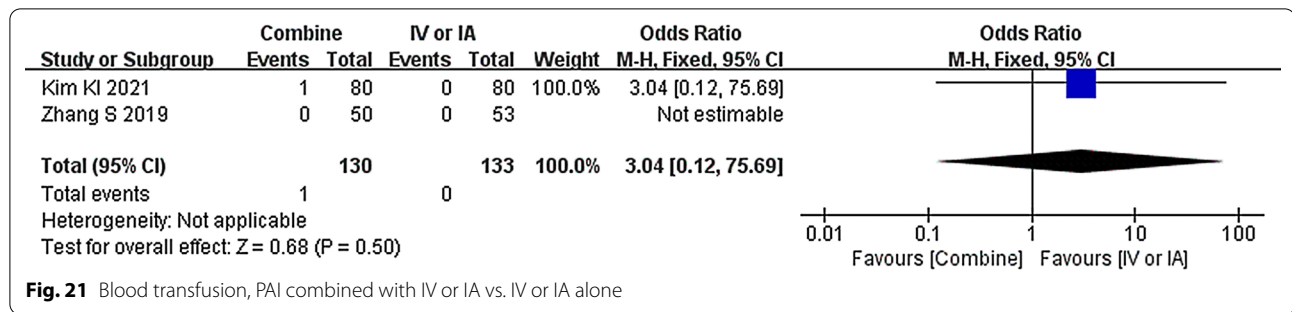 Combine IV or IA Odds Ratio Odds Ratio
Study or Subgroup Events Total Events Total Weight M-H, Fixed, 95% CI M-H, Fixed, 95% CI
Kim KI 2021 1 80 0 80 100.0% 3.04 [0.12, 75.69]
Zhang S 2019 0 50 0 53 Not estimable
Total (95% CI) 130 133 100.0% 3.04 [0.12, 75.69]
Total events 1 0
Heterogeneity: Not applicable
Test for overall effect: Z = 0.68 (P = 0.50)
0.01 0.1 1 10 100
Favours [Combine] Favours [IV or IA]
Fig. 21 Blood transfusion, PAI combined with IV or IA vs. IV or IA alone